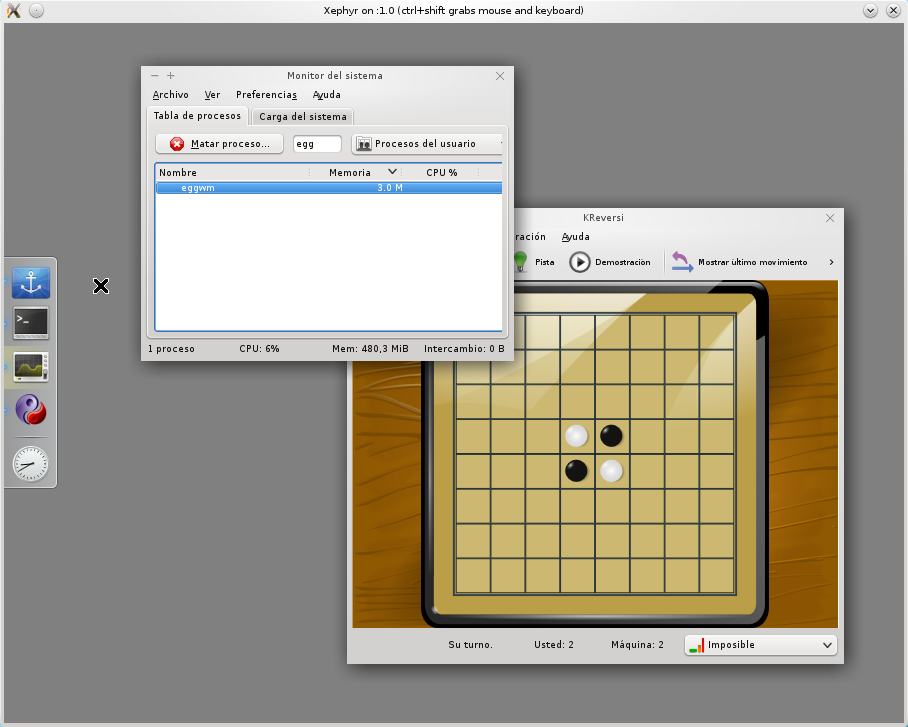 Xephyr on :1.0 (ctrl+shift grabs mouse and keyboard)
Monitor del sistema
Archivo Ver Preferencias Ayuda
Tabla de procesos Carga del sistema
Matar proceso... egg Procesos del usuario
Nombre Memoria CPU %
eggwm 3.0 M
1 proceso CPU: 6% Mem: 480,3 MiB Intercambio: 0 B
KReversi
ración Ayuda
Pista Demostración Mostrar último movimiento
>_
Su turno. Usted: 2 Máquina: 2 Imposible